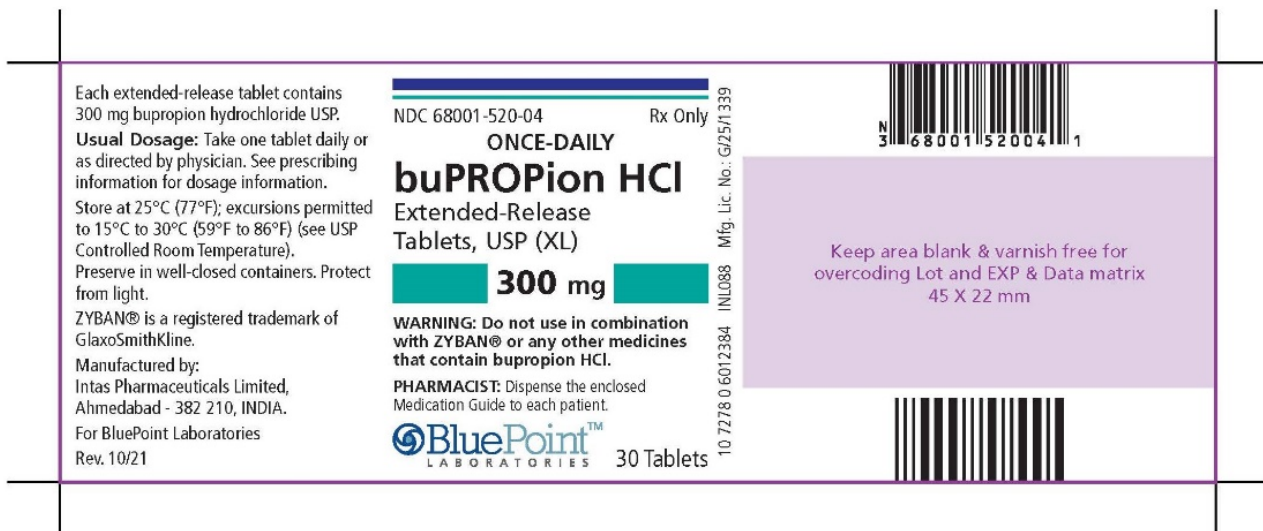 Each extended-release tablet contains
300 mg bupropion hydrochloride USP.
Usual Dosage: Take one tablet daily or
as directed by physician. See prescribing
information for dosage information.
Store at 25°C (77°F); excursions permitted
to 15°C to 30°C (59°F to 86°F) (see USP
Controlled Room Temperature).
Preserve in well-closed containers. Protect
from light.
ZYBAN® is a registered trademark of
GlaxoSmithKline.
Manufactured by:
Intas Pharmaceuticals Limited,
Ahmedabad - 382 210, INDIA.
For BluePoint Laboratories
Rev. 10/21
NDC 68001-520-04 Rx Only
ONCE-DAILY
buPROPion HCl
Extended-Release
Tablets, USP (XL)
300 mg
WARNING: Do not use in combination
with ZYBAN® or any other medicines
that contain bupropion HCl.
PHARMACIST: Dispense the enclosed
Medication Guide to each patient.
BluePoint™
LABORATORIES
30 Tablets
10 7278 0 6012384 INL088 Mfg. Lic. No.: G/25/1339
N
3 68001 52004 1
Keep area blank & varnish free for
overcoding Lot and EXP & Data matrix
45 X 22 mm